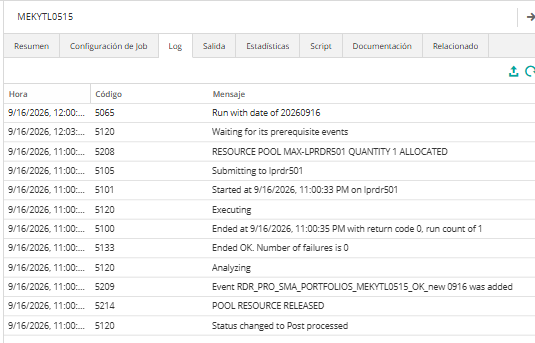 MEKYTL0515
Resumen Configuración de Job Log Salida Estadísticas Script Documentación Relacionado
Hora Código Mensaje
9/16/2026, 12:00:... 5065 Run with date of 20260916
9/16/2026, 12:03:... 5120 Waiting for its prerequisite events
9/16/2026, 11:00:... 5208 RESOURCE POOL MAX-LPRDR501 QUANTITY 1 ALLOCATED
9/16/2026, 11:00:... 5105 Submitting to lprdr501
9/16/2026, 11:00:... 5101 Started at 9/16/2026, 11:00:33 PM on lprdr501
9/16/2026, 11:00:... 5120 Executing
9/16/2026, 11:00:... 5100 Ended at 9/16/2026, 11:00:35 PM with return code 0, run count of 1
9/16/2026, 11:00:... 5133 Ended OK. Number of failures is 0
9/16/2026, 11:00:... 5120 Analyzing
9/16/2026, 11:00:... 5209 Event RDR_PRO_SMA_PORTFOLIOS_MEKYTL0515_OK_new 0916 was added
9/16/2026, 11:00:... 5214 POOL RESOURCE RELEASED
9/16/2026, 11:00:... 5120 Status changed to Post processed